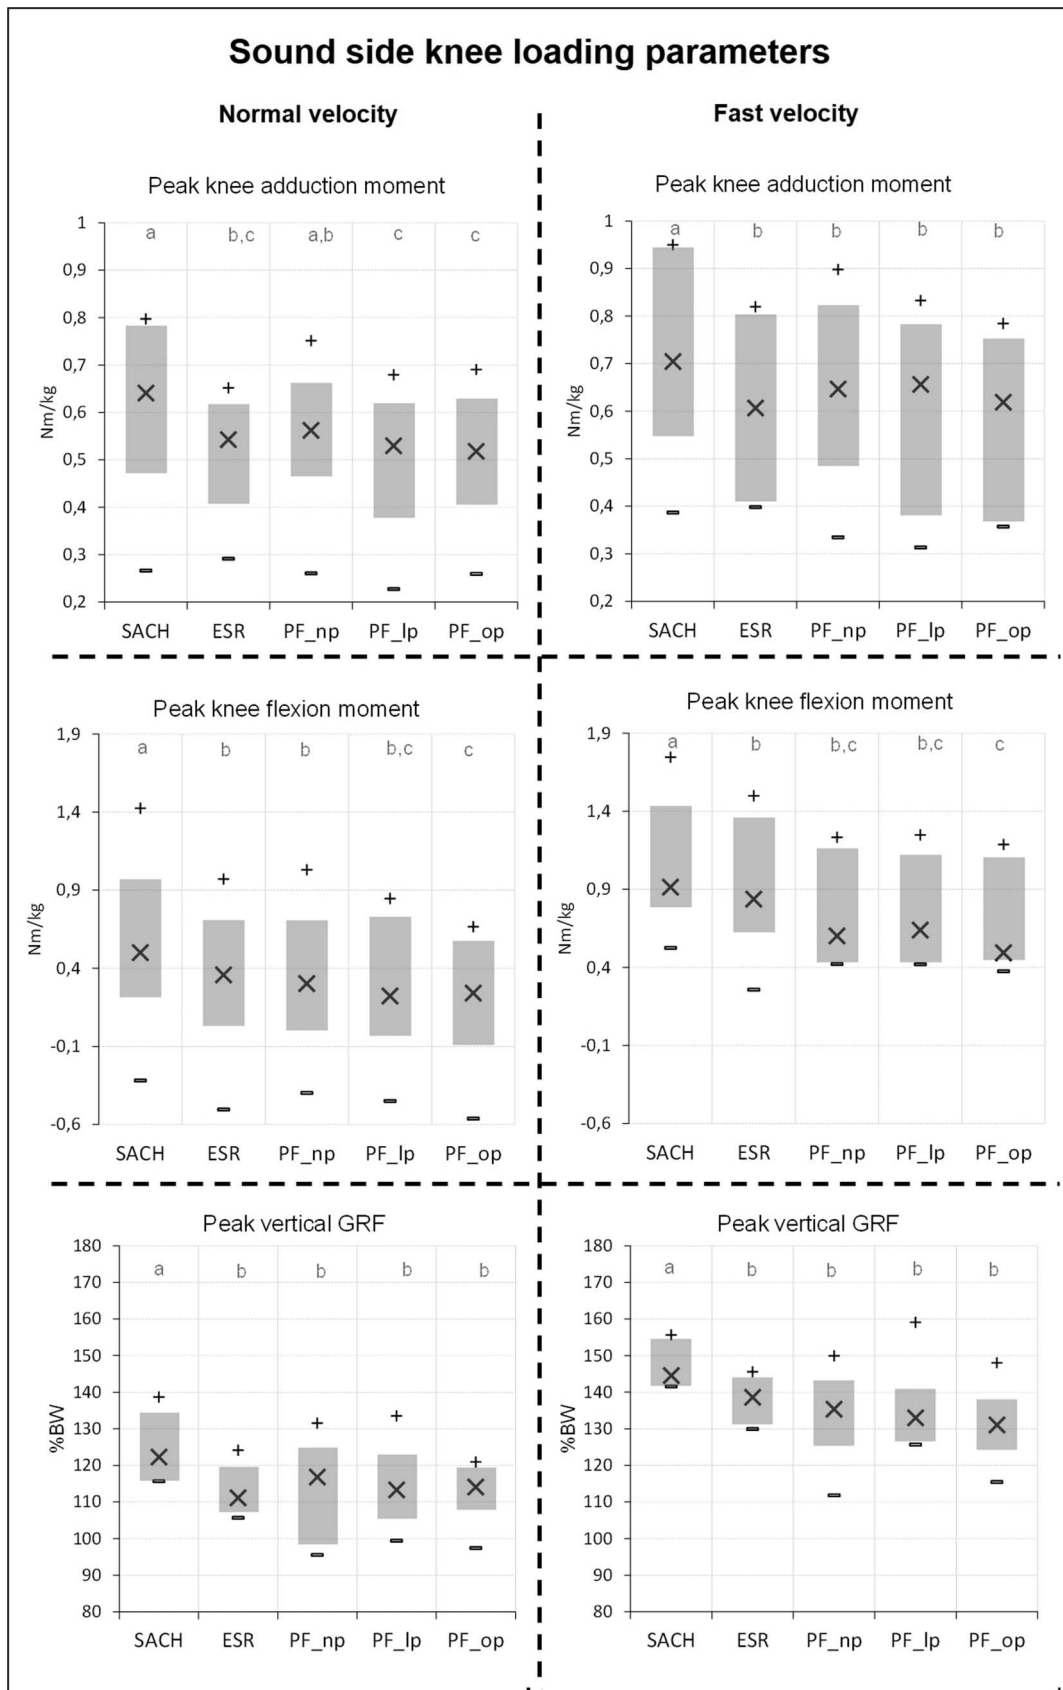 Sound side knee loading parameters
Normal velocity
Fast velocity
Peak knee adduction moment
1
0,9
0,8
0,7
0,6
0,5
0,4
0,3
0,2
Nm/kg
a b,c a,b c c
SACH ESR PF_np PF_lp PF_op
Peak knee adduction moment
1
0,9
0,8
0,7
0,6
0,5
0,4
0,3
0,2
Nm/kg
a b b b b
SACH ESR PF_np PF_lp PF_op
Peak knee flexion moment
1,9
1,4
0,9
0,4
-0,1
-0,6
Nm/kg
a b b b,c c
SACH ESR PF_np PF_lp PF_op
Peak knee flexion moment
1,9
1,4
0,9
0,4
-0,1
-0,6
Nm/kg
a b b,c b,c c
SACH ESR PF_np PF_lp PF_op
Peak vertical GRF
180
170
160
150
140
130
120
110
100
90
80
%BW
a b b b b
SACH ESR PF_np PF_lp PF_op
Peak vertical GRF
180
170
160
150
140
130
120
110
100
90
80
%BW
a b b b b
SACH ESR PF_np PF_lp PF_op